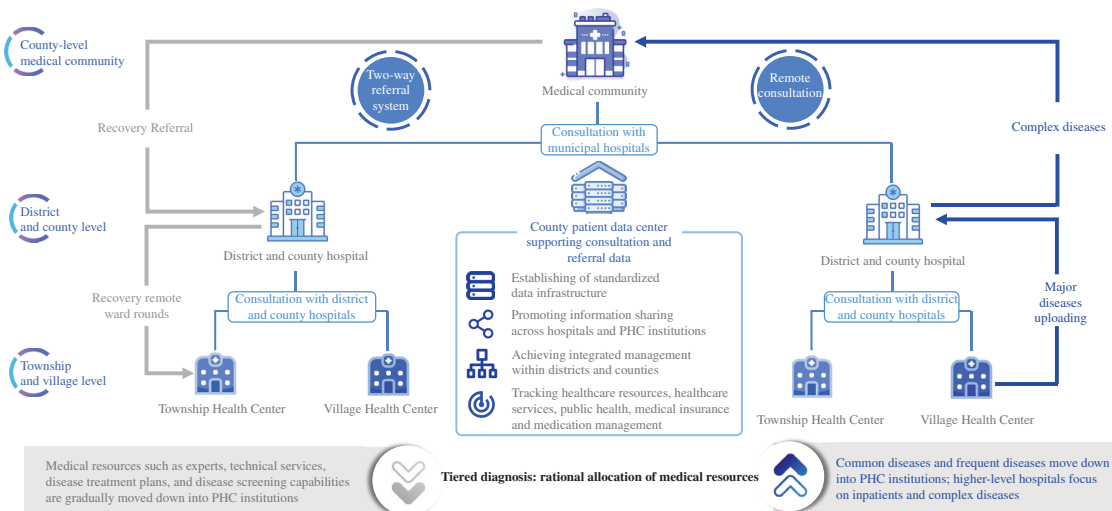 County-level
medical community
Two-way
referral
system
Medical community
Remote
consultation
Recovery Referral
Consultation with
municipal hospitals
Complex diseases
District
and county level
District and county hospital
County patient data center
supporting consultation and
referral data
District and county hospital
Establishing of standardized
data infrastructure
Recovery remote
ward rounds
Consultation with district
and county hospitals
Promoting information sharing
across hospitals and PHC institutions
Consultation with district
and county hospitals
Major
diseases
uploading
Achieving integrated management
within districts and counties
Township
and village level
Township Health Center
Village Health Center
Tracking healthcare resources, healthcare
services, public health, medical insurance
and medication management
Township Health Center
Village Health Center
Medical resources such as experts, technical services,
disease treatment plans, and disease screening capabilities
are gradually moved down into PHC institutions
Tiered diagnosis: rational allocation of medical resources
Common diseases and frequent diseases move down
into PHC institutions; higher-level hospitals focus
on inpatients and complex diseases